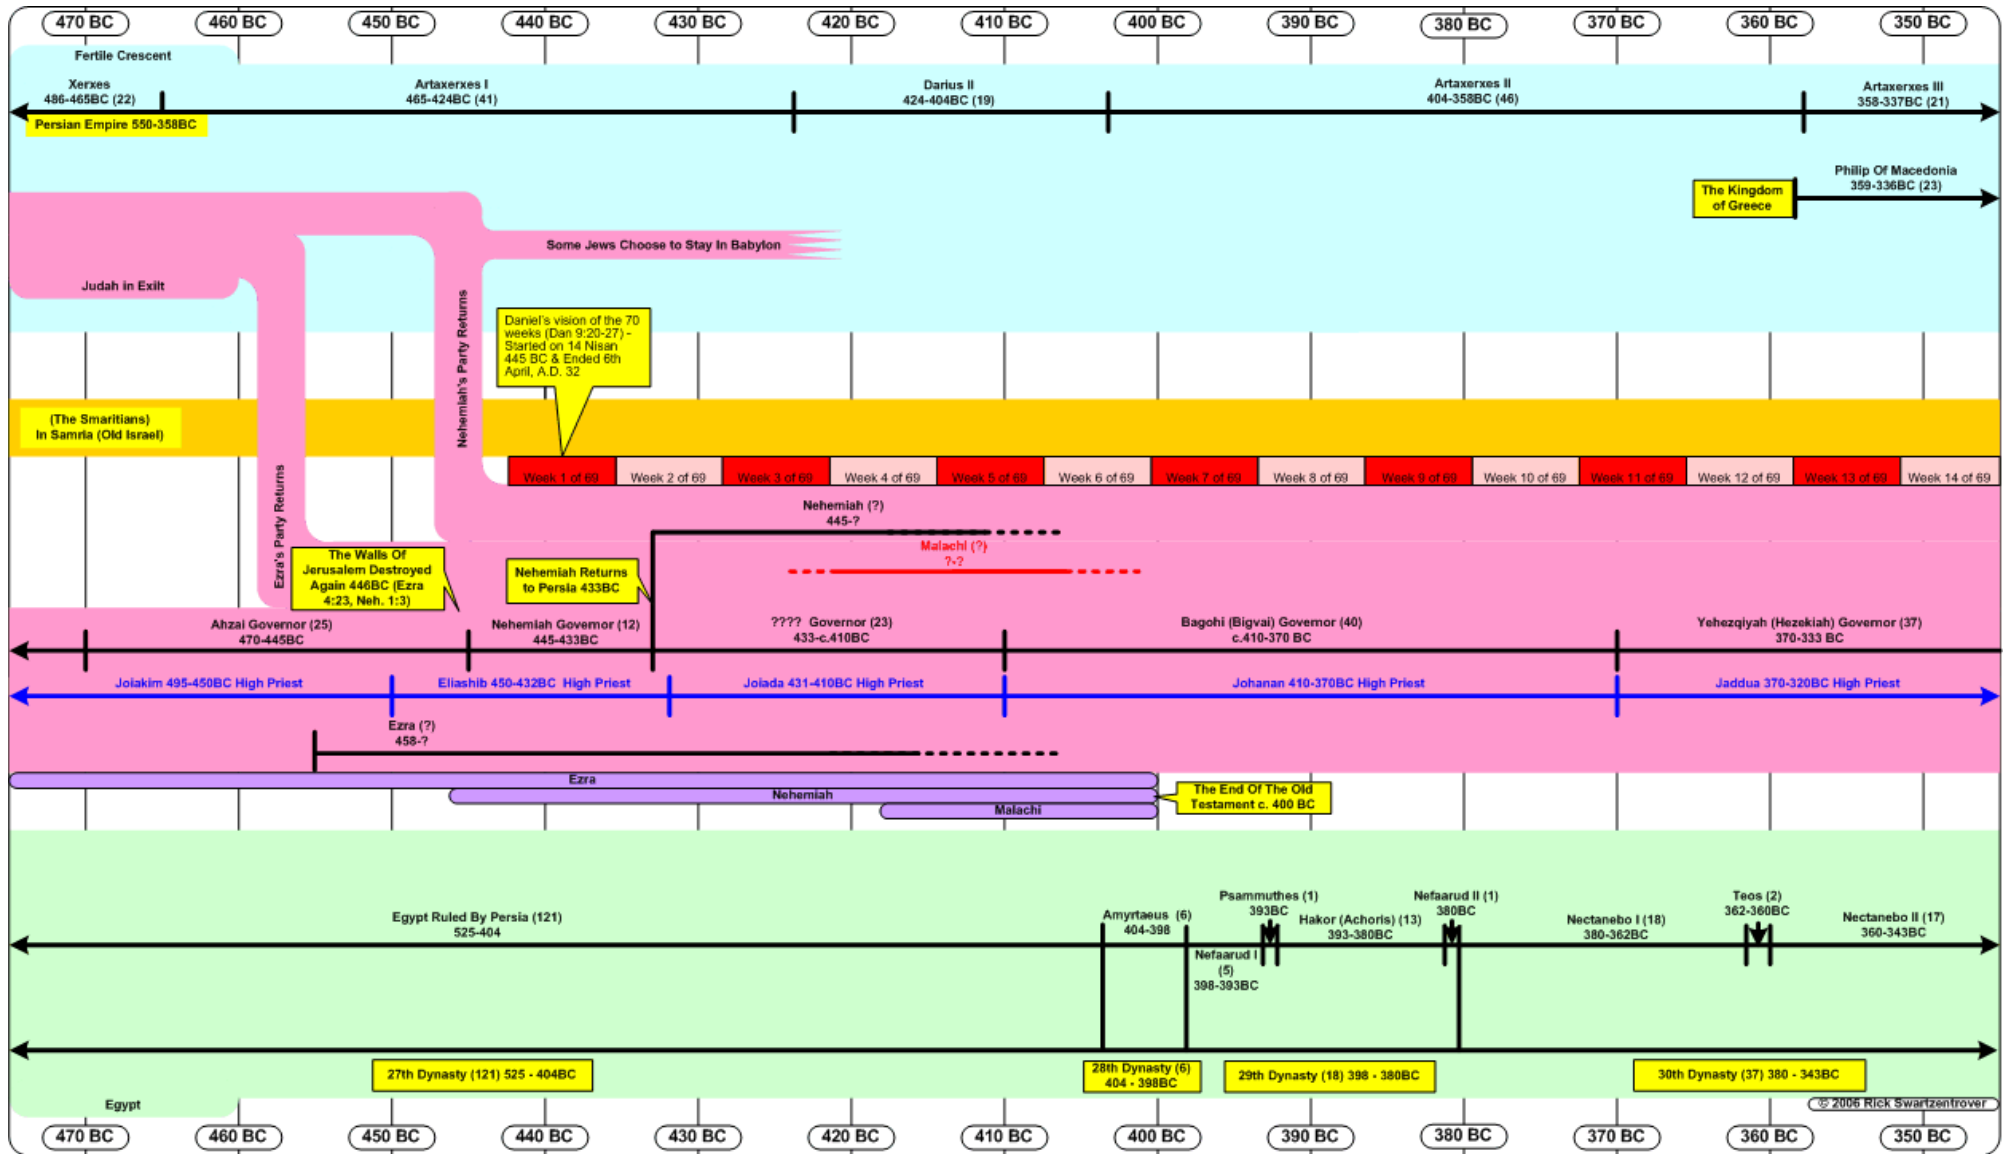 470 BC 460 BC 450 BC 440 BC 430 BC 420 BC 410 BC 400 BC 390 BC 380 BC 370 BC 360 BC 350 BC
Fertile Crescent
Xerxes
486-465BC (22)
Artaxerxes I
465-424BC (41)
Darius II
424-404BC (19)
Artaxerxes II
404-358BC (46)
Artaxerxes III
358-337BC (21)
Persian Empire 550-358BC
Philip Of Macedonia
359-336BC (23)
The Kingdom
of Greece
Some Jews Choose to Stay In Babylon
Judah in Exilt
Nehemiah's Party Returns
Daniel's vision of the 70
weeks (Dan 9:20-27) -
Started on 14 Nisan
445 BC & Ended 6th
April, A.D. 32
(The Smaritians)
In Samria (Old Israel)
Week 1 of 69 Week 2 of 69 Week 3 of 69 Week 4 of 69 Week 5 of 69 Week 6 of 69 Week 7 of 69 Week 8 of 69 Week 9 of 69 Week 10 of 69 Week 11 of 69 Week 12 of 69 Week 13 of 69 Week 14 of 69
Ezra's Party Returns
Nehemiah (?)
445-?
Malachi (?)
?-?
The Walls Of
Jerusalem Destroyed
Again 446BC (Ezra
4:23, Neh. 1:3)
Nehemiah Returns
to Persia 433BC
Ahzai Governor (25)
470-445BC
Nehemiah Governor (12)
445-433BC
???? Governor (23)
433-c.410BC
Bagohi (Bigvai) Governor (40)
c.410-370 BC
Yehezqiyah (Hezekiah) Governor (37)
370-333 BC
Joiakim 495-450BC High Priest
Eliashib 450-432BC High Priest
Joiada 431-410BC High Priest
Johanan 410-370BC High Priest
Jaddua 370-320BC High Priest
Ezra (?)
458-?
Ezra
Nehemiah
Malachi
The End Of The Old
Testament c. 400 BC
Egypt Ruled By Persia (121)
525-404
Amyrtaeus (6)
404-398
Nefaarud I
(5)
398-393BC
Psammuthes (1)
393BC
Hakor (Achoris) (13)
393-380BC
Nefaarud II (1)
380BC
Nectanebo I (18)
380-362BC
Teos (2)
362-360BC
Nectanebo II (17)
360-343BC
27th Dynasty (121) 525 - 404BC
28th Dynasty (6)
404 - 398BC
29th Dynasty (18) 398 - 380BC
30th Dynasty (37) 380 - 343BC
Egypt
© 2006 Rick Swartzentrover
470 BC 460 BC 450 BC 440 BC 430 BC 420 BC 410 BC 400 BC 390 BC 380 BC 370 BC 360 BC 350 BC